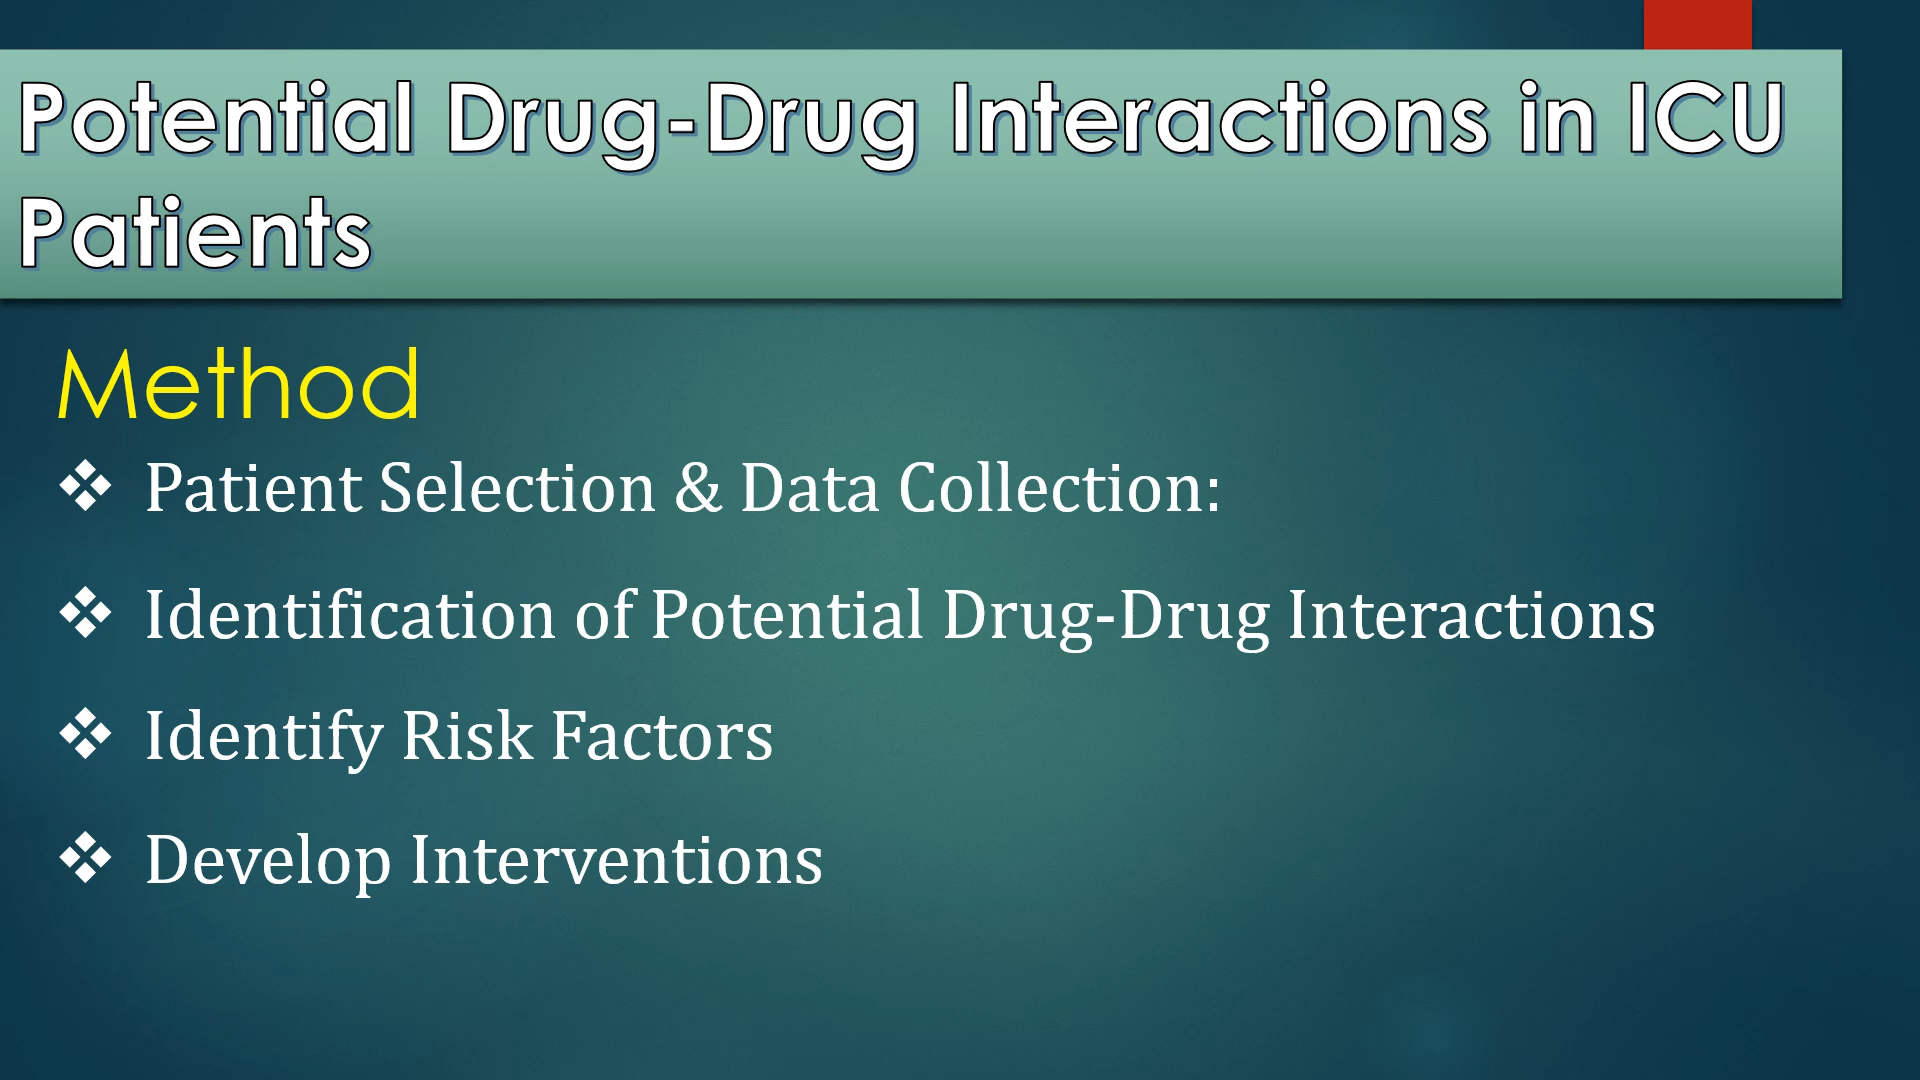 Potential Drug-Drug Interactions in ICU
Patients
Method
❖ Patient Selection & Data Collection:
❖ Identification of Potential Drug-Drug Interactions
❖ Identify Risk Factors
❖ Develop Interventions